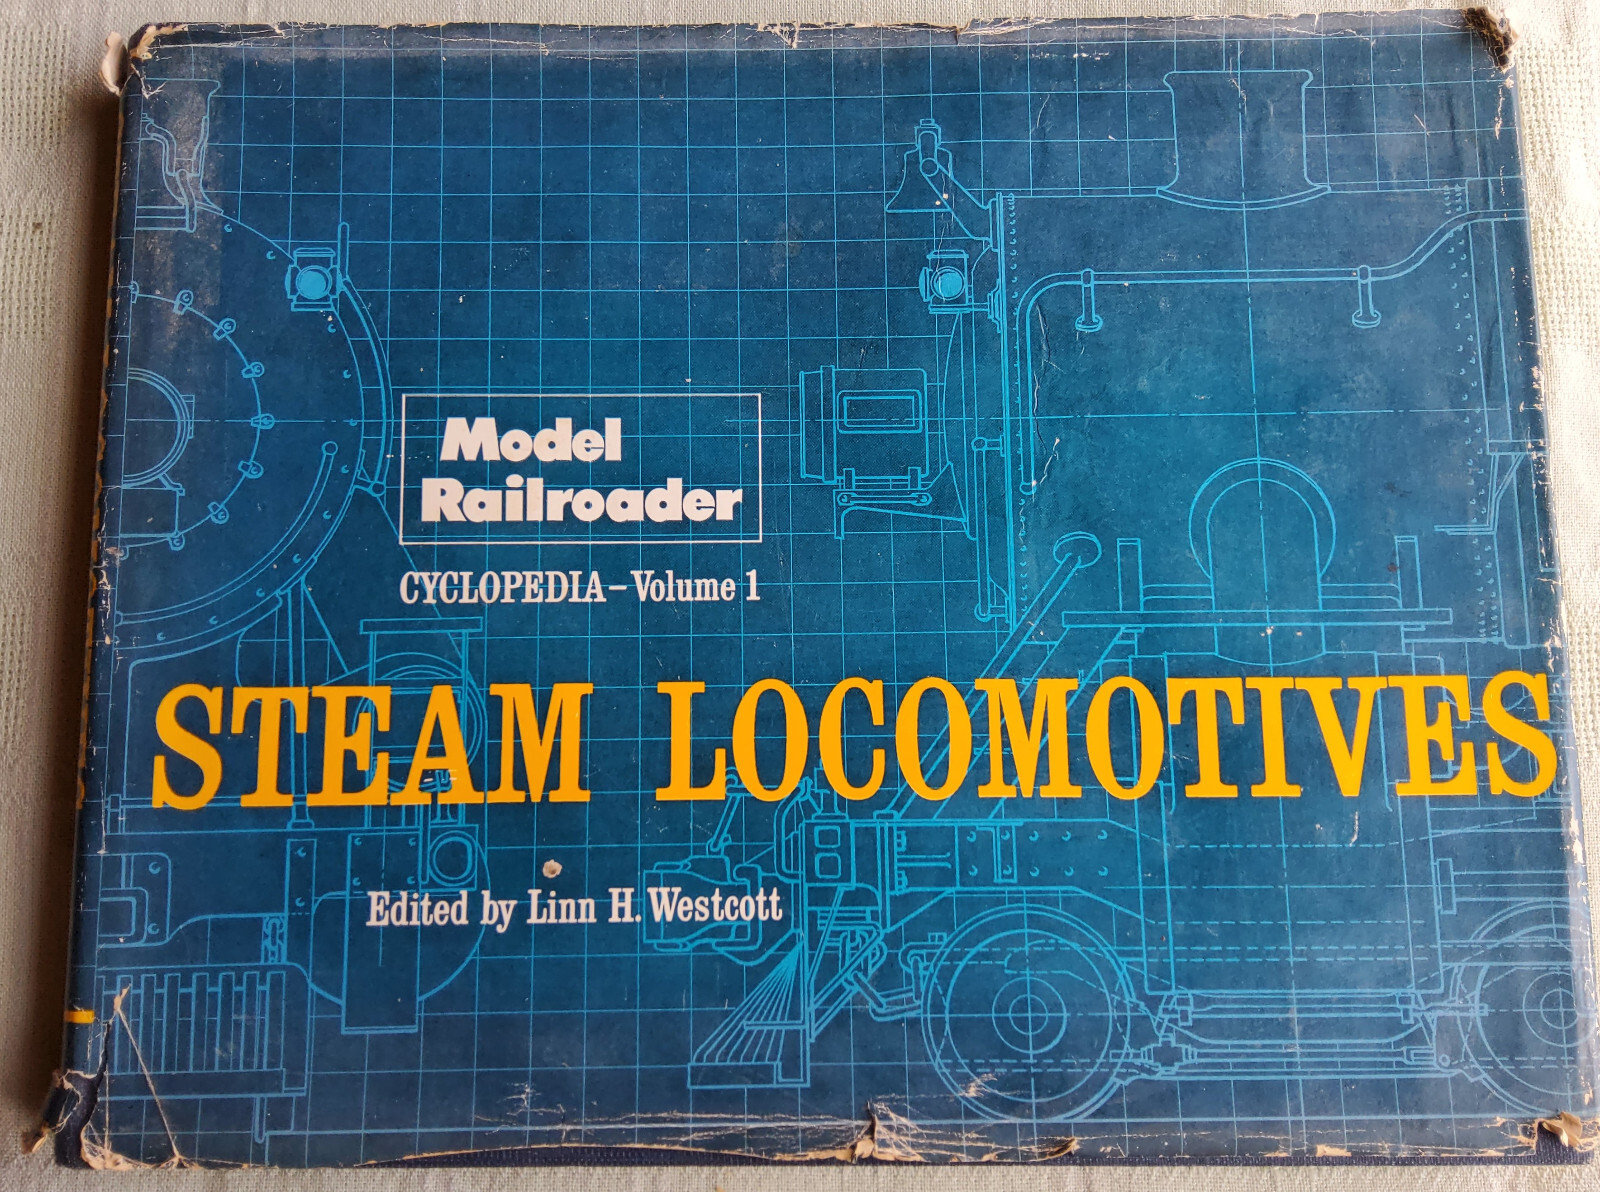 Model
Railroader
CYCLOPEDIA–Volume 1
STEAM LOCOMOTIVES
Edited by Linn H. Westcott